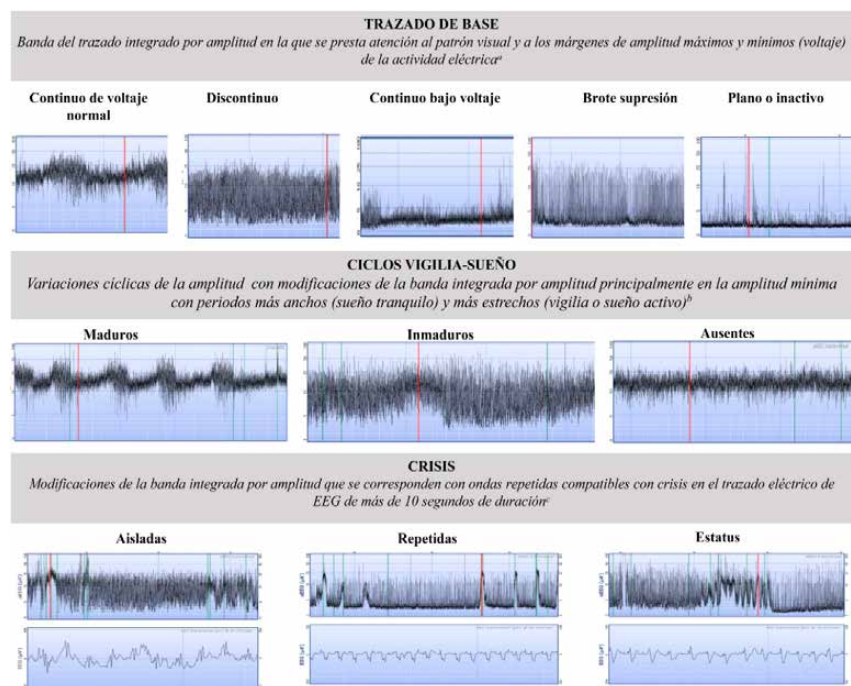 TRAZADO DE BASE
Banda del trazado integrado por amplitud en la que se presta atención al patrón visual y a los márgenes de amplitud máximos y mínimos (voltaje)
de la actividad eléctricaᵃ
Continuo de voltaje
normal
Discontinuo
Continuo bajo voltaje
Brote supresión
Plano o inactivo
CICLOS VIGILIA-SUEÑO
Variaciones cíclicas de la amplitud con modificaciones de la banda integrada por amplitud principalmente en la amplitud mínima
con periodos más anchos (sueño tranquilo) y más estrechos (vigilia o sueño activo)ᵇ
Maduros
Inmaduros
Ausentes
CRISIS
Modificaciones de la banda integrada por amplitud que se corresponden con ondas repetidas compatibles con crisis en el trazado eléctrico de
EEG de más de 10 segundos de duraciónᶜ
Aisladas
Repetidas
Estatus